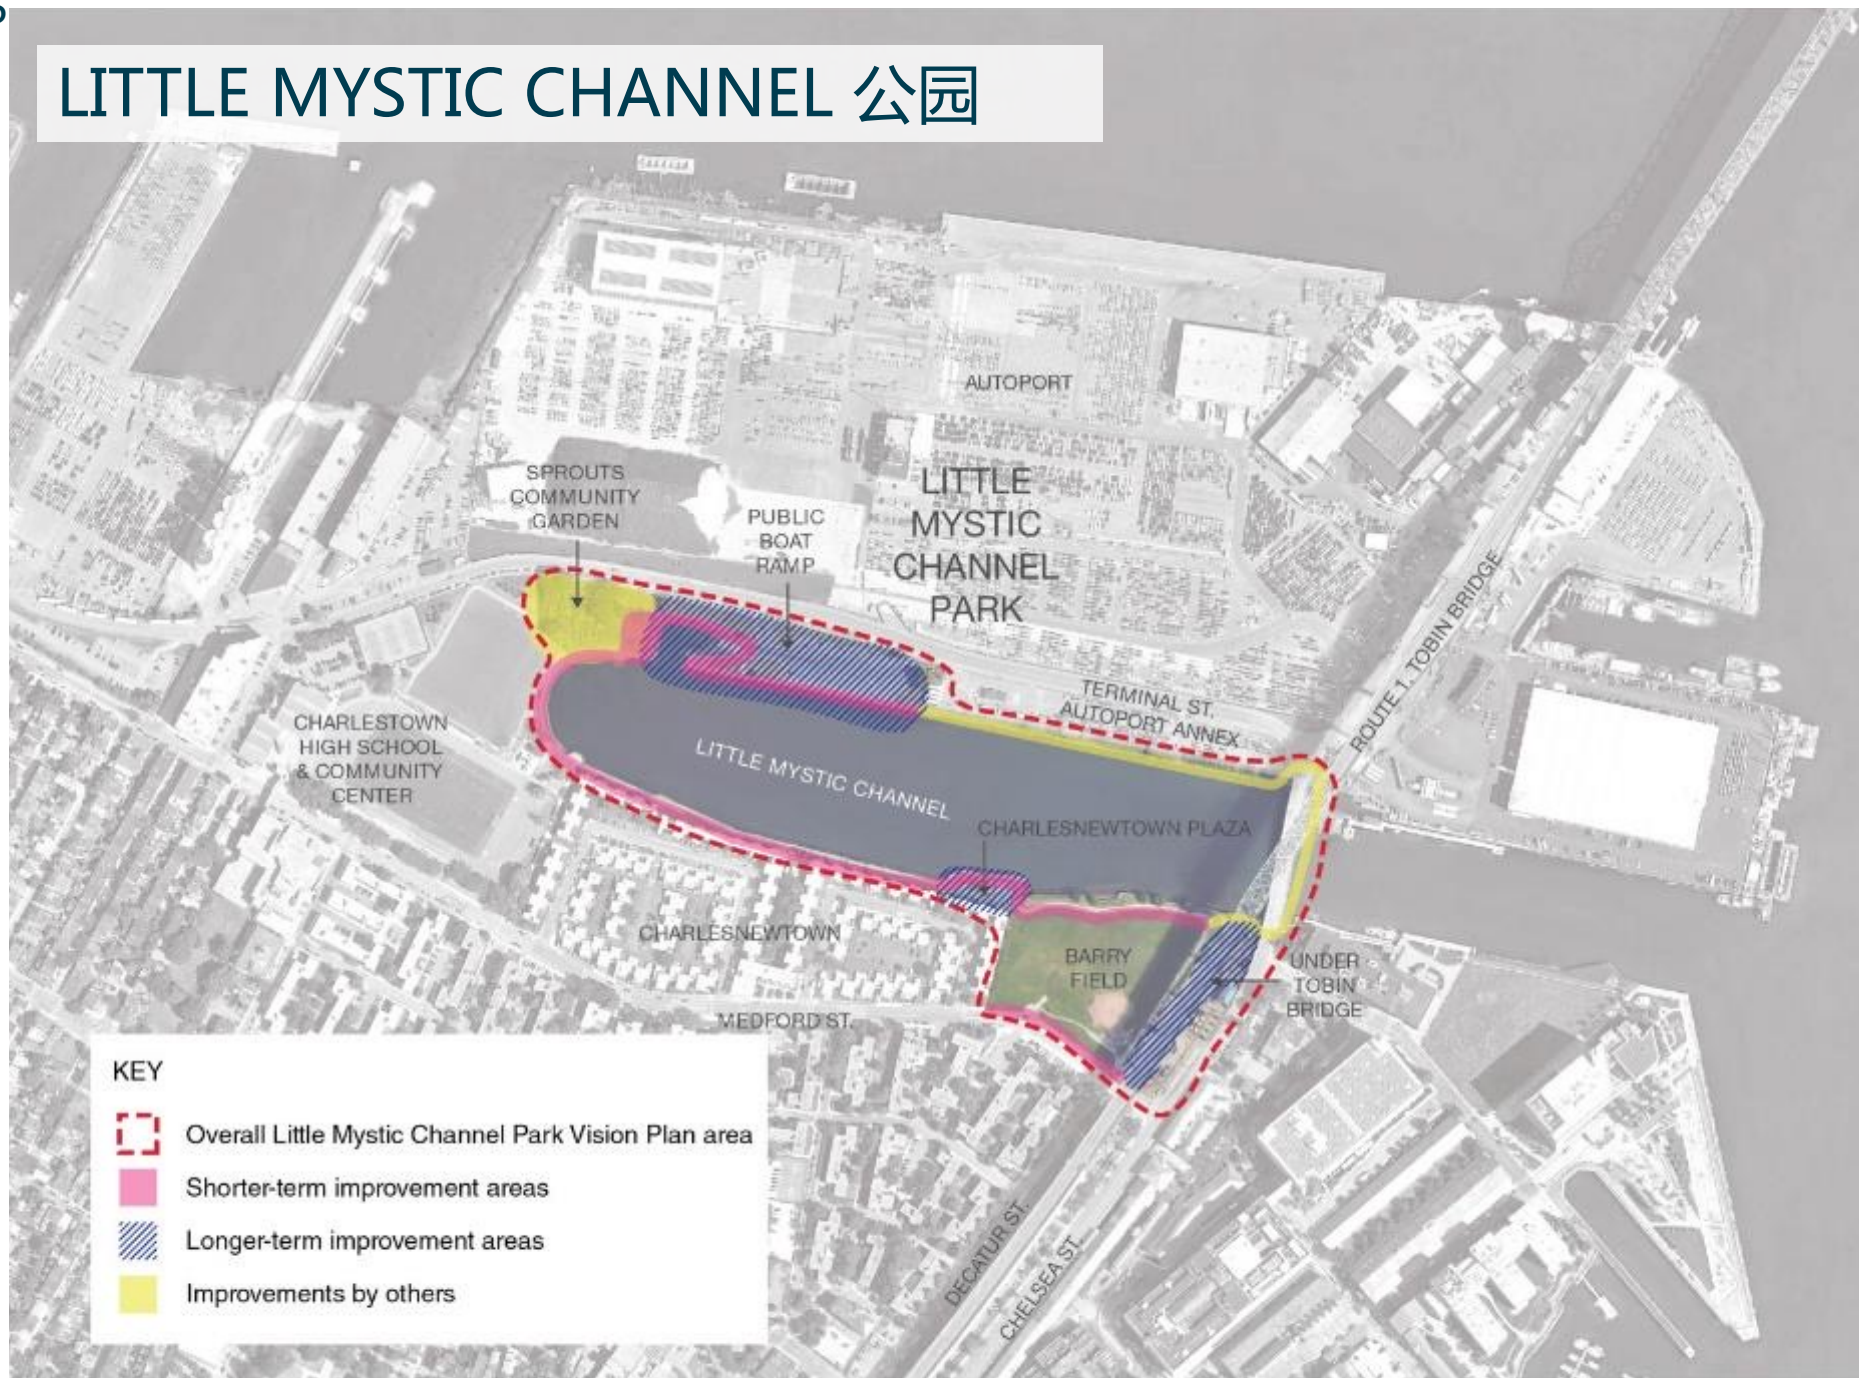 LITTLE MYSTIC CHANNEL 公园
AUTOPORT
SPROUTS
COMMUNITY
GARDEN
PUBLIC
BOAT
RAMP
LITTLE
MYSTIC
CHANNEL
PARK
ROUTE 1. TOBIN BRIDGE
TERMINAL ST.
AUTOPORT ANNEX
CHARLESTOWN
HIGH SCHOOL
& COMMUNITY
CENTER
LITTLE MYSTIC CHANNEL
CHARLESNEWTOWN PLAZA
CHARLESNEWTOWN
BARRY
FIELD
UNDER
TOBIN
BRIDGE
MEDFORD ST.
DECATUR ST.
CHELSEA ST.
KEY
Overall Little Mystic Channel Park Vision Plan area
Shorter-term improvement areas
Longer-term improvement areas
Improvements by others